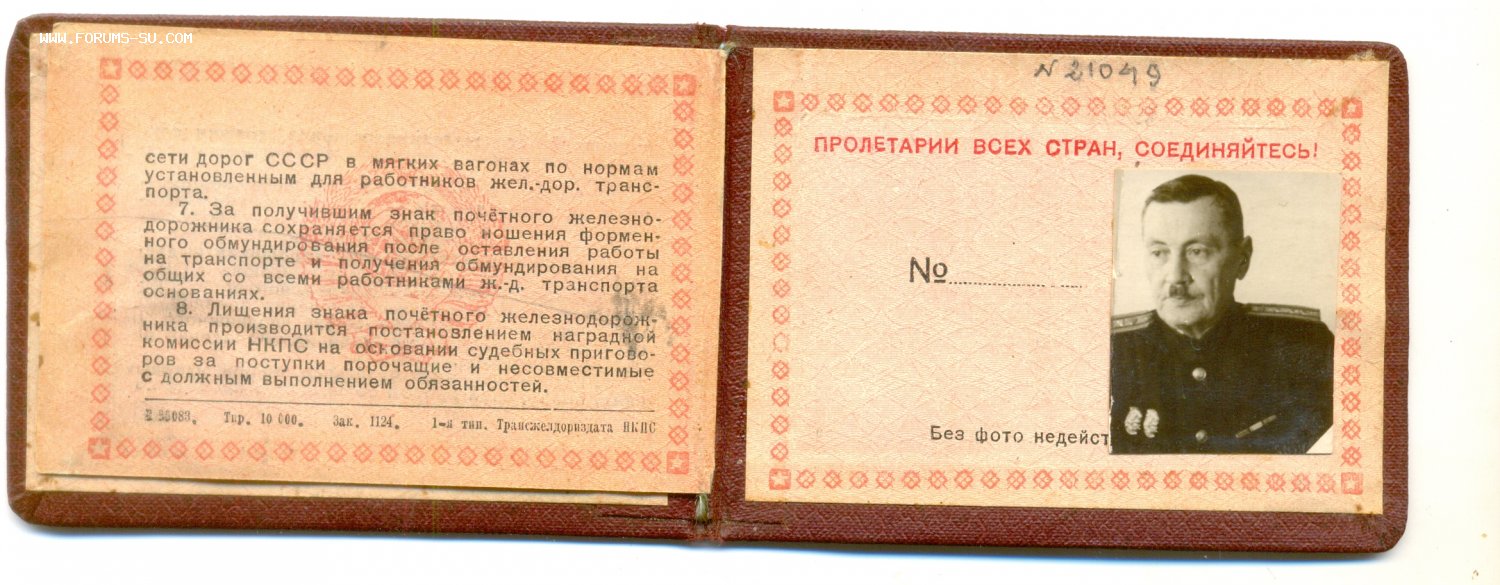 WWW.FORUMS-SU.COM
сети дорог СССР в мягких вагонах по нормам
установленным для работников жел.-дор. транс-
порта.
7. За получившим знак почётного железно-
дорожника сохраняется право ношения формен-
ного обмундирования после оставления работы
на транспорте и получения обмундирования на
общих со всеми работниками ж.-д. транспорта
основаниях.
8. Лишения знака почётного железнодорож-
ника производится постановлением наградной
комиссии НКПС на основании судебных пригово-
ров за поступки порочащие и несовместимые
с должным выполнением обязанностей.
Тир. 10 000. Зак. 1124. 1-я тип. Трансжелдориздата НКПС
N 21049
ПРОЛЕТАРИИ ВСЕХ СТРАН, СОЕДИНЯЙТЕСЬ!
№
Без фото недейст